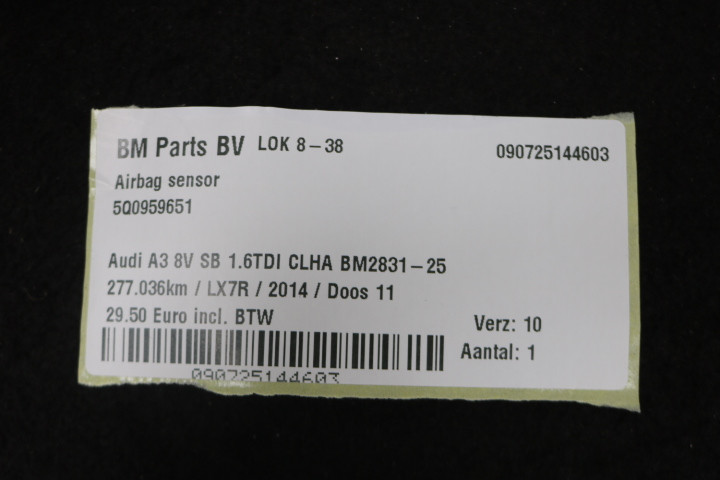 BM Parts BV LOK 8-38 090725144603
Airbag sensor
5Q0959651
Audi A3 8V SB 1.6TDI CLHA BM2831-25
277.036km / LX7R / 2014 / Doos 11
29.50 Euro incl. BTW
Verz: 10
Aantal: 1
090725144603